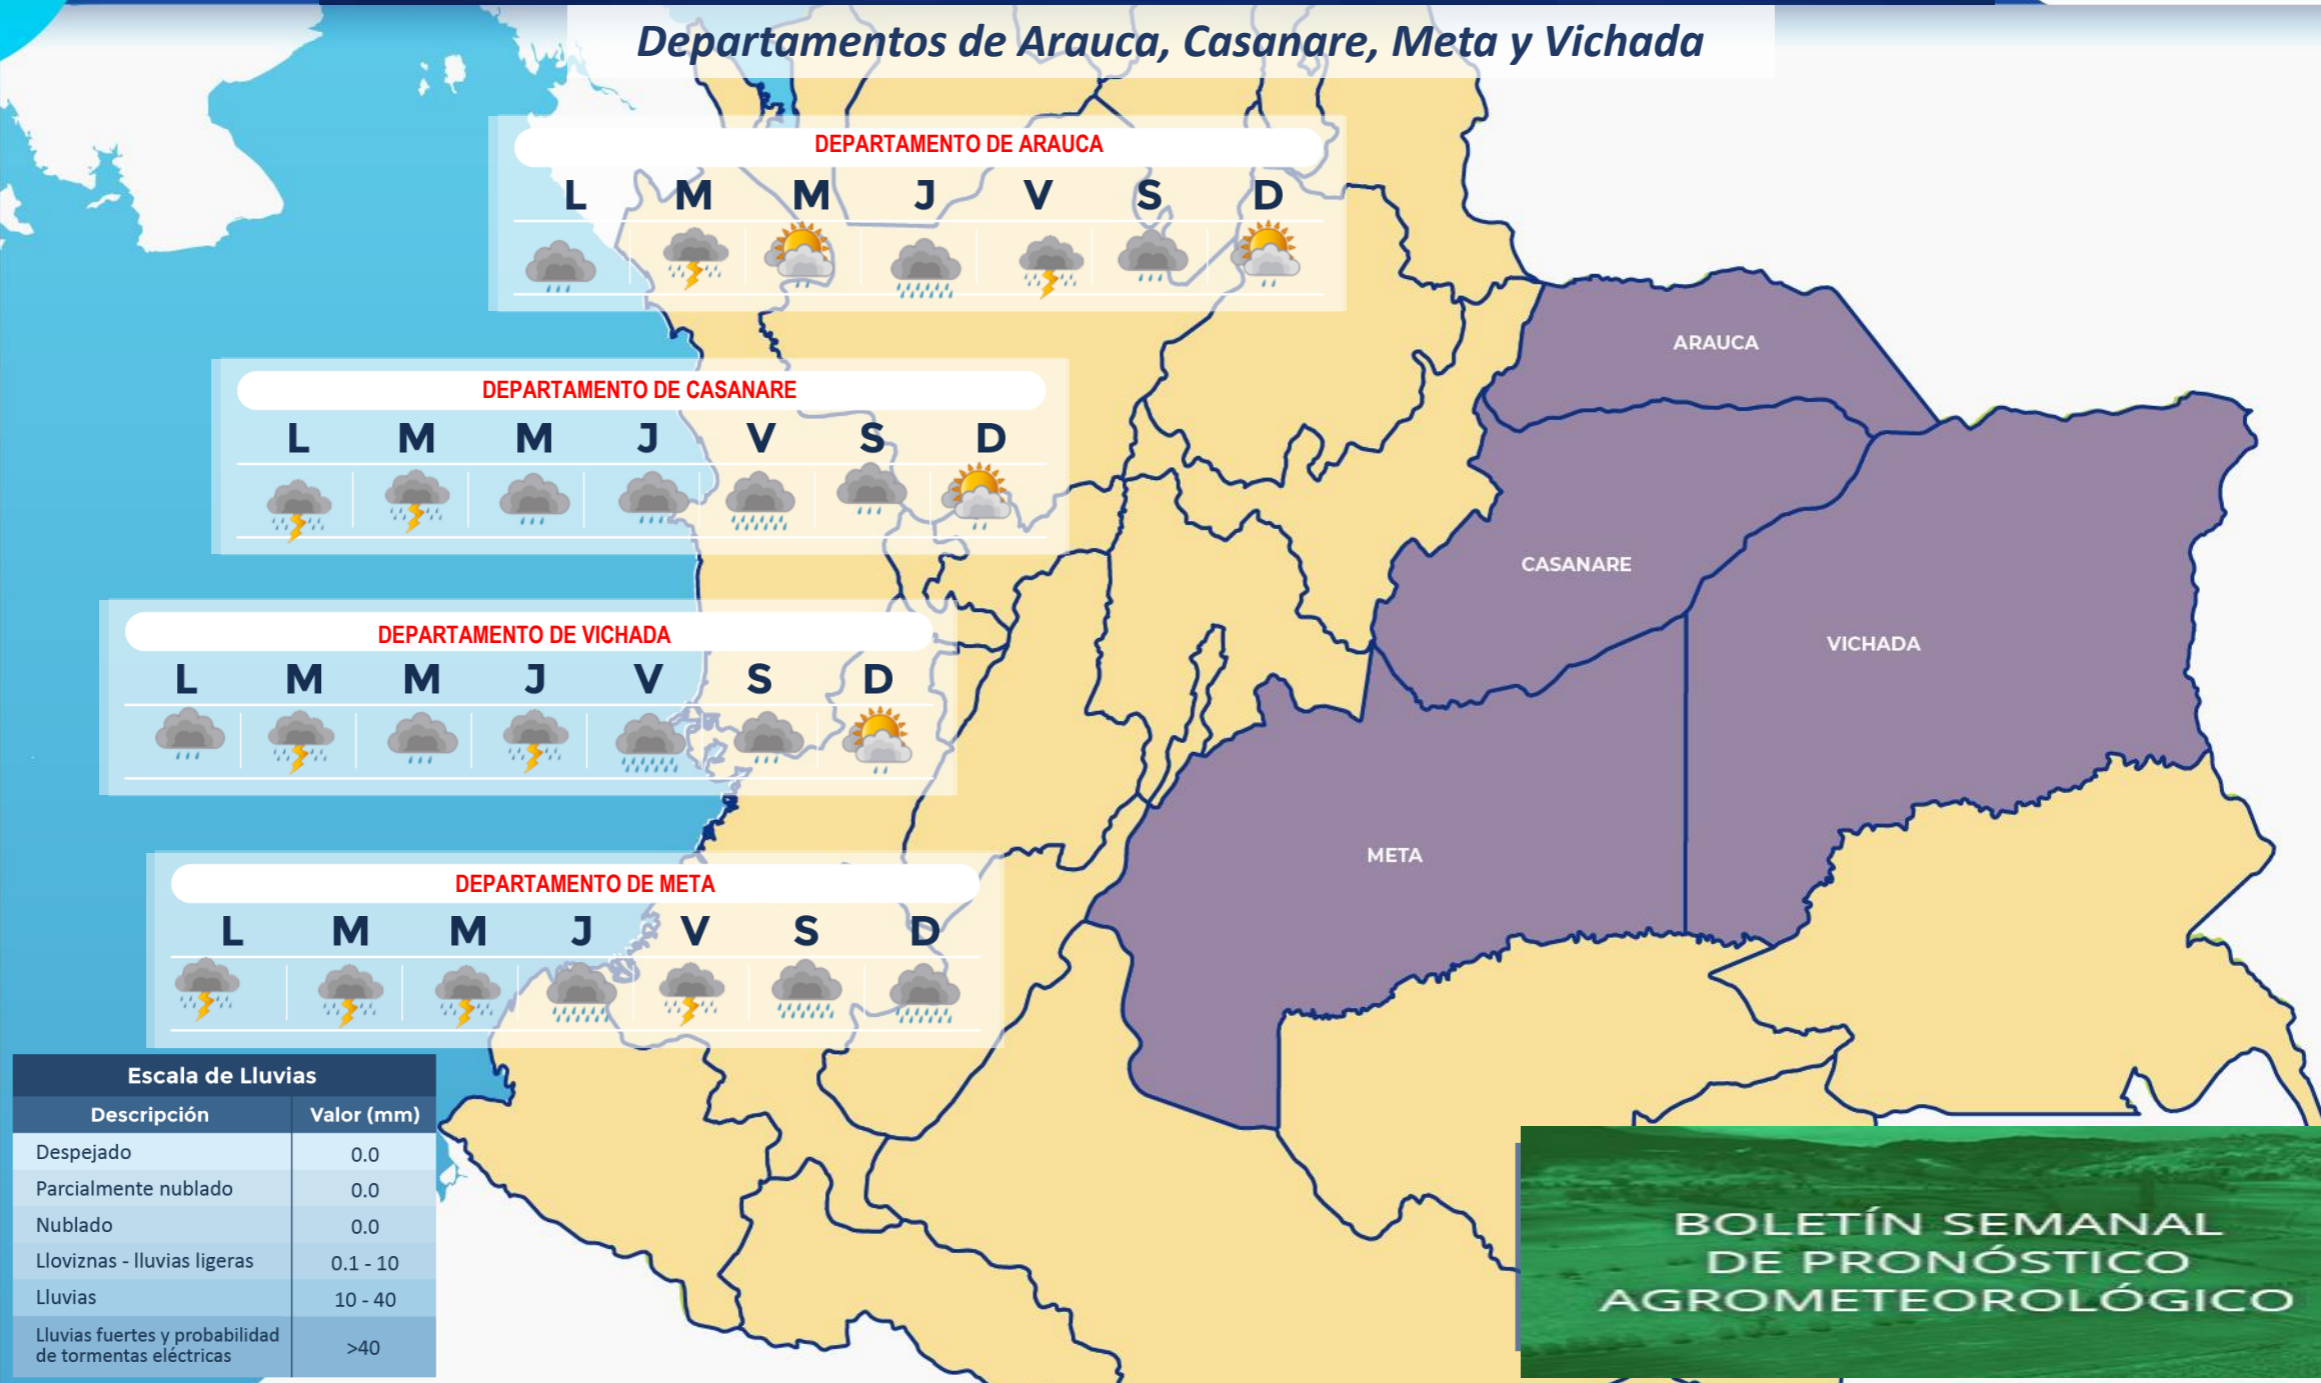 Departamentos de Arauca, Casanare, Meta y Vichada
DEPARTAMENTO DE ARAUCA
L M M J V S D
DEPARTAMENTO DE CASANARE
L M M J V S D
DEPARTAMENTO DE VICHADA
L M M J V S D
DEPARTAMENTO DE META
L M M J V S D
ARAUCA
CASANARE
VICHADA
META
Escala de Lluvias
Descripción Valor (mm)
Despejado 0.0
Parcialmente nublado 0.0
Nublado 0.0
Lloviznas - lluvias ligeras 0.1 - 10
Lluvias 10 - 40
Lluvias fuertes y probabilidad
de tormentas eléctricas >40
BOLETÍN SEMANAL
DE PRONÓSTICO
AGROMETEOROLÓGICO